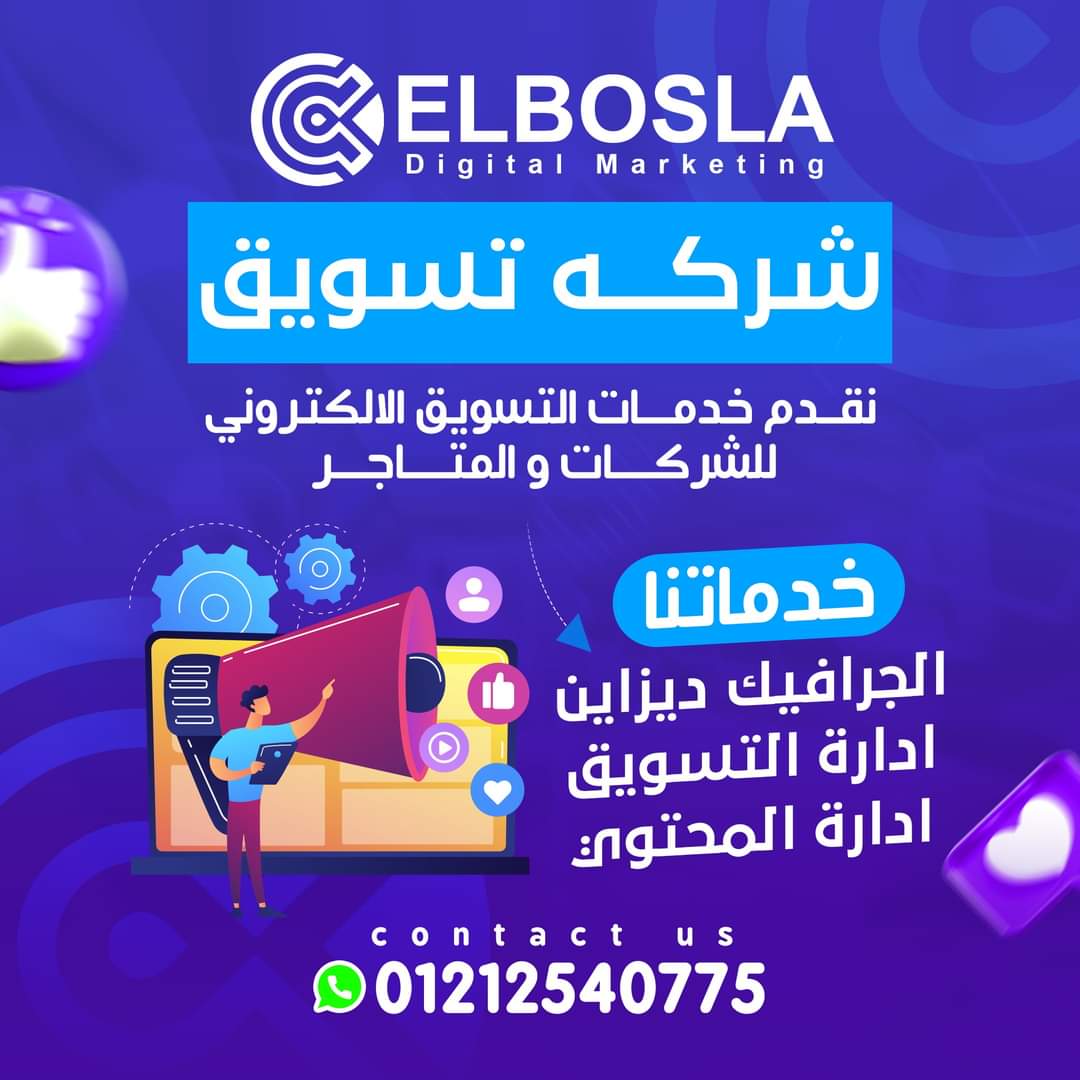 ELBOSLA
Digital Marketing
شركه تسويق
نقدم خدمات التسويق الالكتروني
للشركات و المتاجر
خدماتنا
الجرافيك ديزاين
ادارة التسويق
ادارة المحتوي
contact us
01212540775